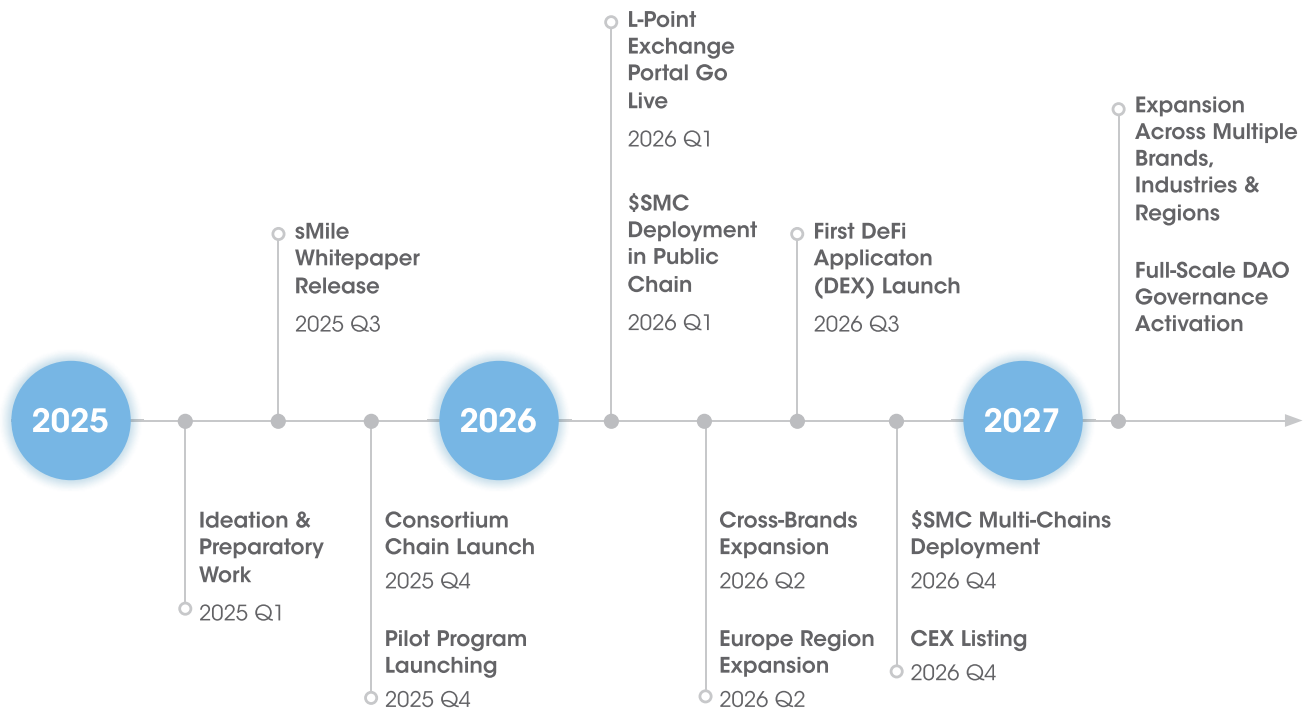 2025
Ideation &
Preparatory
Work
2025 Q1
sMile
Whitepaper
Release
2025 Q3
Consortium
Chain Launch
2025 Q4
Pilot Program
Launching
2025 Q4
2026
L-Point
Exchange
Portal Go
Live
2026 Q1
$SMC
Deployment
in Public
Chain
2026 Q1
Cross-Brands
Expansion
2026 Q2
Europe Region
Expansion
2026 Q2
First DeFi
Applicaton
(DEX) Launch
2026 Q3
$SMC Multi-Chains
Deployment
2026 Q4
CEX Listing
2026 Q4
2027
Expansion
Across Multiple
Brands,
Industries &
Regions
Full-Scale DAO
Governance
Activation